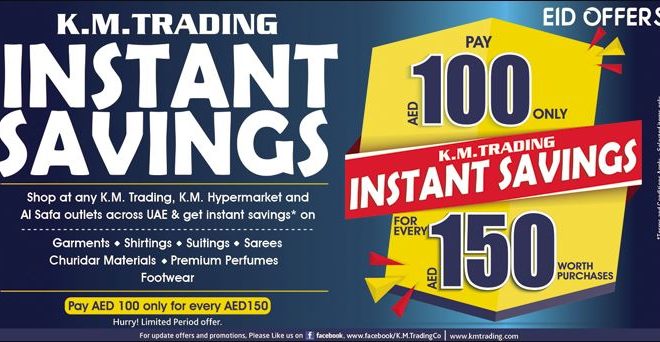 K.M.TRADING
INSTANT
SAVINGS
Shop at any K.M. Trading, K.M. Hypermarket and
Al Safa outlets across UAE & get instant savings* on
Garments ◆ Shirtings ◆ Suitings ◆ Sarees
Churidar Materials ◆ Premium Perfumes
Footwear
Pay AED 100 only for every AED150
Hurry! Limited Period offer.
EID OFFERS
PAY
AED 100 ONLY
K.M.TRADING
INSTANT SAVINGS
FOR
EVERY
AED 150 WORTH
PURCHASES
For update offers and promotions, Please Like us on f facebook. www.facebook/K.M.TradingCo | www.kmtrading.com